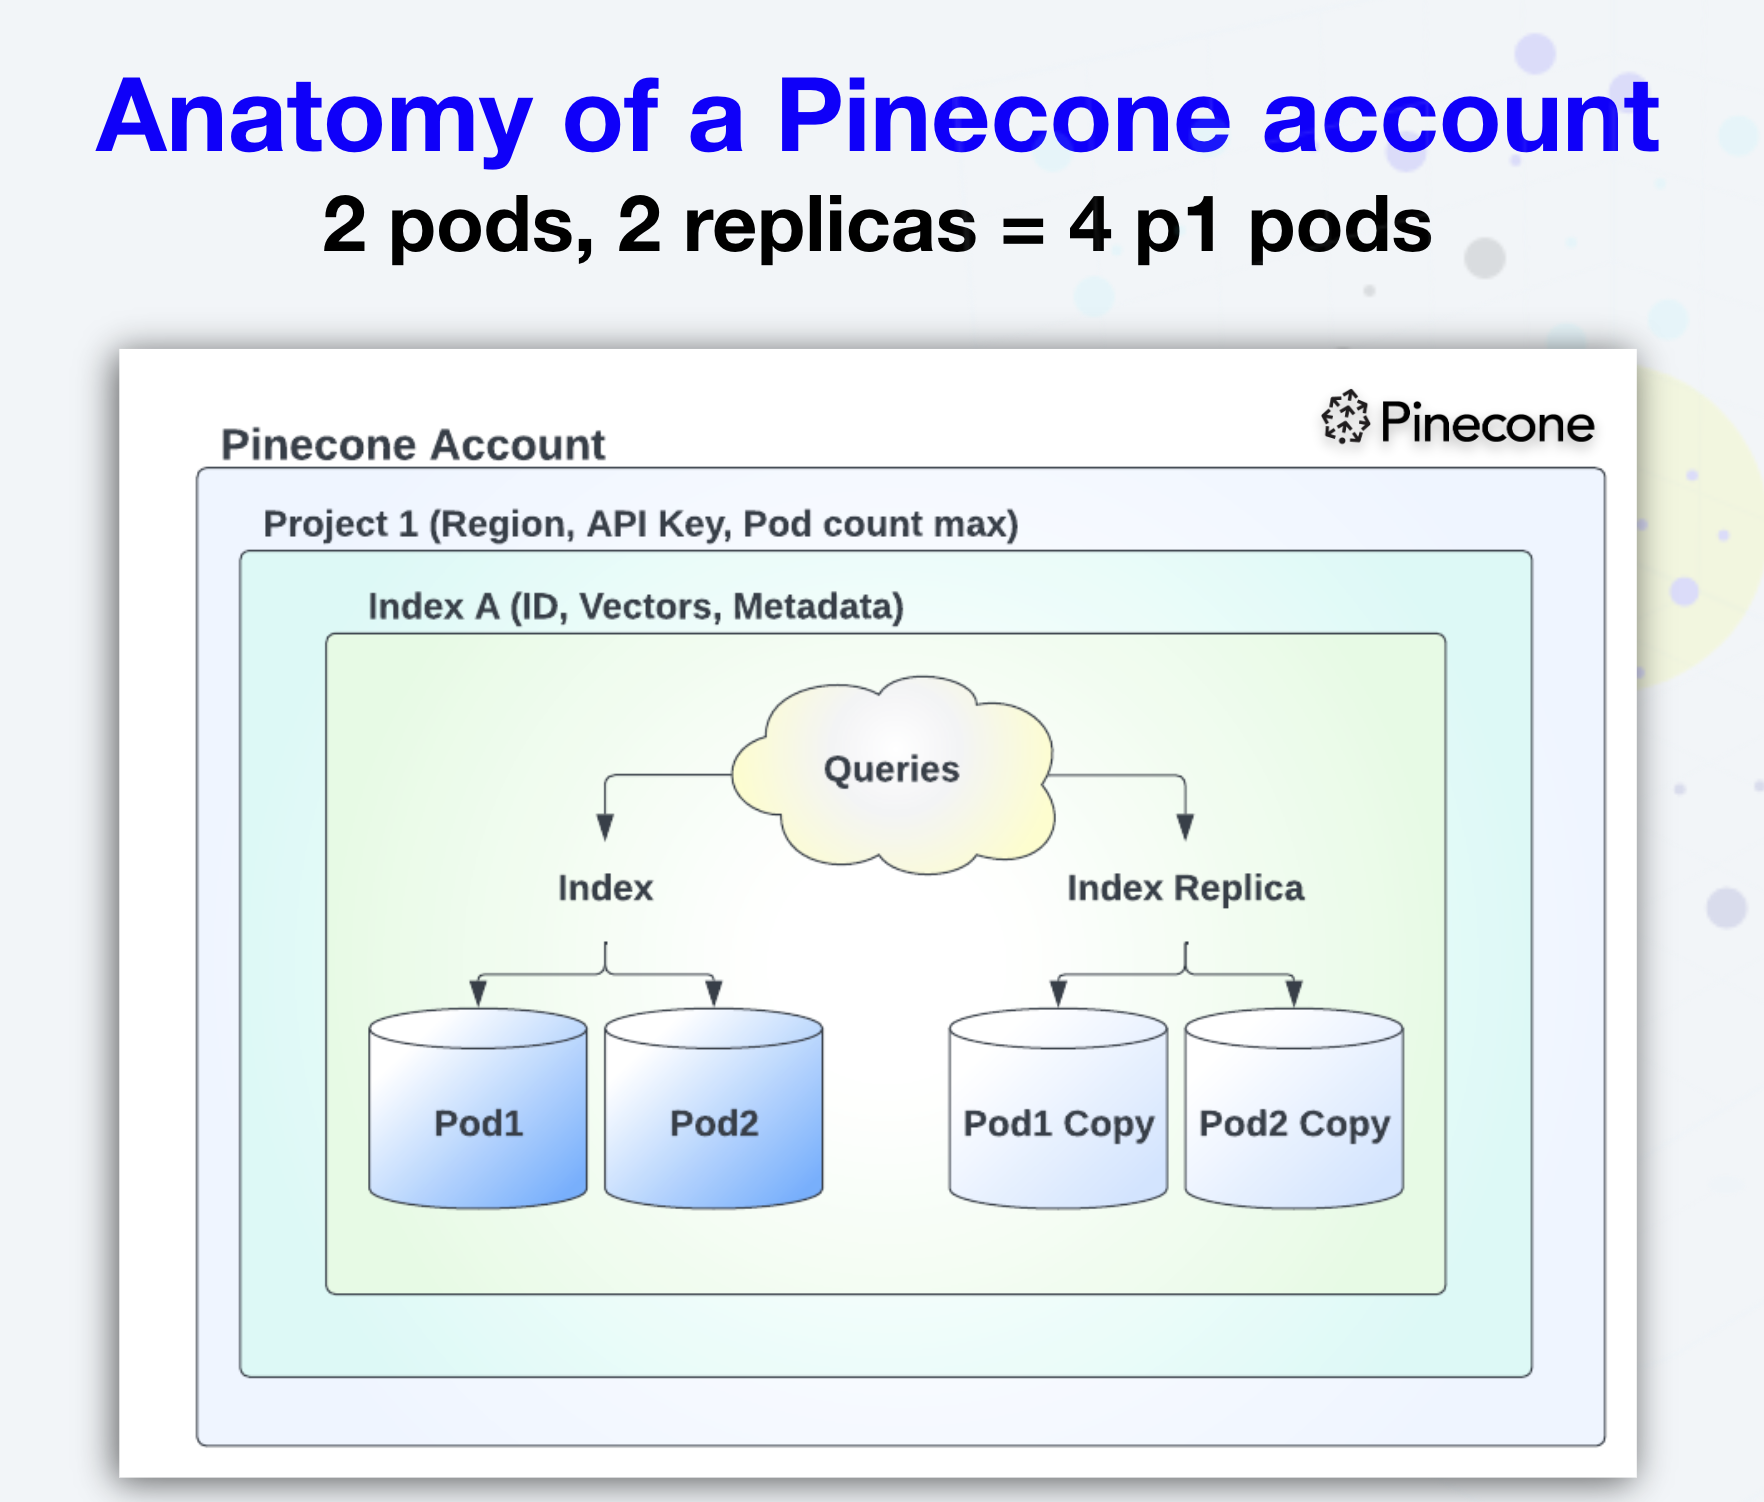 Anatomy of a Pinecone account
2 pods, 2 replicas = 4 p1 pods
Pinecone
Pinecone Account
Project 1 (Region, API Key, Pod count max)
Index A (ID, Vectors, Metadata)
Queries
Index
Index Replica
Pod1
Pod2
Pod1 Copy
Pod2 Copy